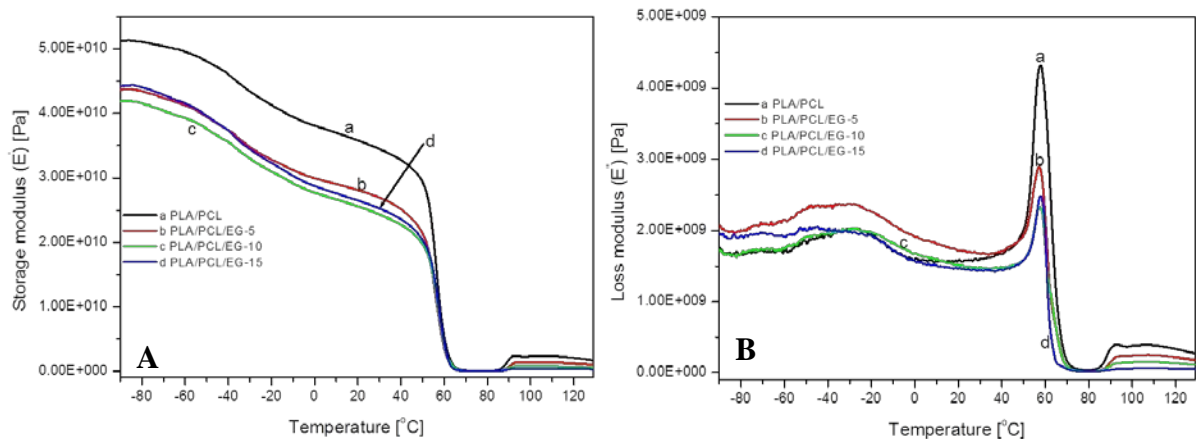 5.00E+010
4.00E+010
3.00E+010
2.00E+010
1.00E+010
0.00E+000
Storage modulus (E') [Pa]
a
d
c
b
a PLA/PCL
b PLA/PCL/EG-5
c PLA/PCL/EG-10
d PLA/PCL/EG-15
A
-80 -60 -40 -20 0 20 40 60 80 100 120
Temperature [°C]
5.00E+009
4.00E+009
3.00E+009
2.00E+009
1.00E+009
0.00E+000
Loss modulus (E") [Pa]
a
a PLA/PCL
b PLA/PCL/EG-5
c PLA/PCL/EG-10
d PLA/PCL/EG-15
b
c
d
B
-80 -60 -40 -20 0 20 40 60 80 100 120
Temperature [°C]